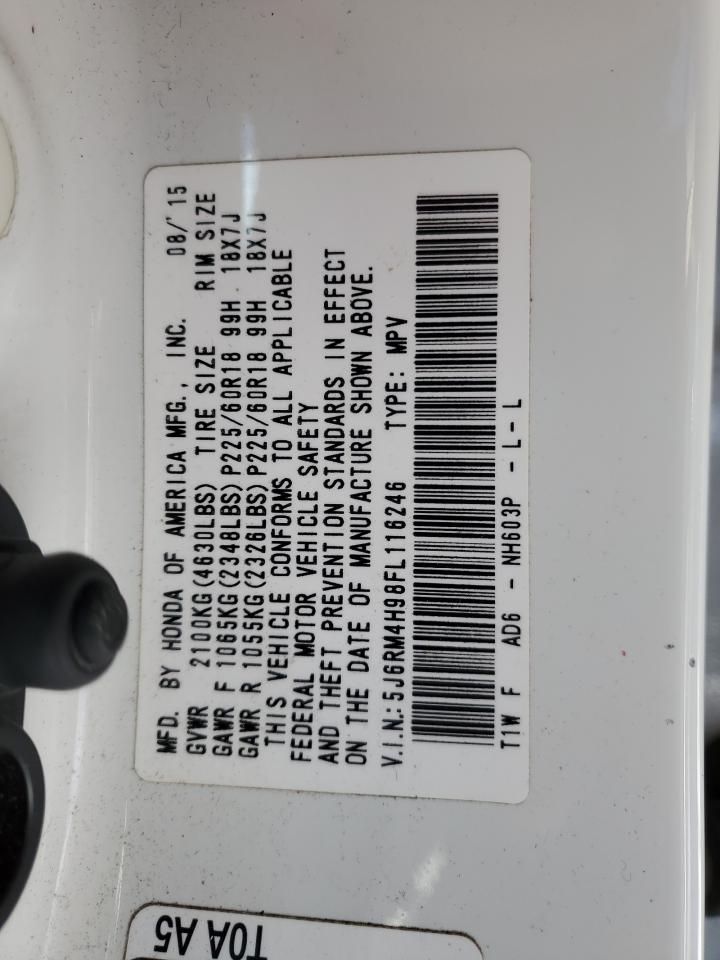 MFD. BY HONDA OF AMERICA MFG., INC. 08/'15
GVWR 2100KG(4630LBS) TIRE SIZE RIM SIZE
GAWR F 1065KG(2348LBS)P225/60R18 99H 18X7J
GAWR R 1055KG(2326LBS)P225/60R18 99H 18X7J
THIS VEHICLE CONFORMS TO ALL APPLICABLE
FEDERAL MOTOR VEHICLE SAFETY
AND THEFT PREVENTION STANDARDS IN EFFECT
ON THE DATE OF MANUFACTURE SHOWN ABOVE.
V.I.N.: 5J6RM4H98FL116246 TYPE: MPV
T1W F AD6 - NH603P - L - L
T0A A5